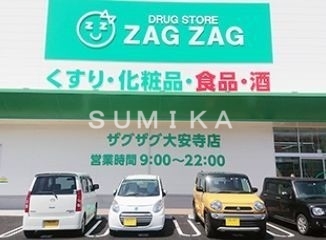 DRUG STORE
ZAG ZAG
くすり・化粧品・食品・酒
SUMIKA
ザグザグ大安寺店
営業時間 9:00〜22:00